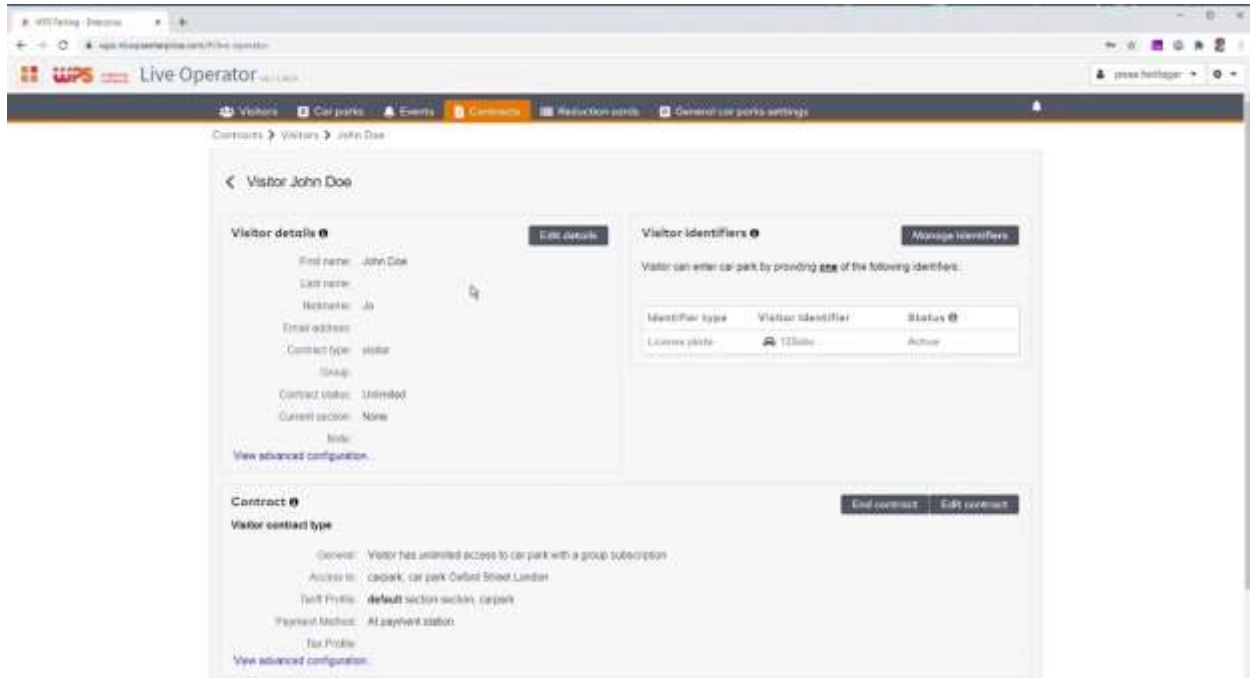 WPS Parking - Enterprise
WPS Live Operator
Visitors Car parks Events Contracts Reduction cards General car parks settings
Contracts > Visitors > John Doe
Visitor John Doe
Visitor details Edit details
First name: John Doe
Last name:
Nickname: Jo
Email address:
Contract type: visitor
Group:
Contract status: Unlimited
Current section: None
Note:
View advanced configuration.
Visitor identifiers Manage identifiers
Visitor can enter car park by providing one of the following identifiers.
Identifier type Visitor identifier Status
License plate Active
Contract End contract Edit contract
Visitor contract type
General: Visitor has unlimited access to car park with a group subscription
Access to: carpark, car park Oxford Street London
Tariff Profile: default section section, carpark
Payment Method: At payment station
Tax Profile:
View advanced configuration.